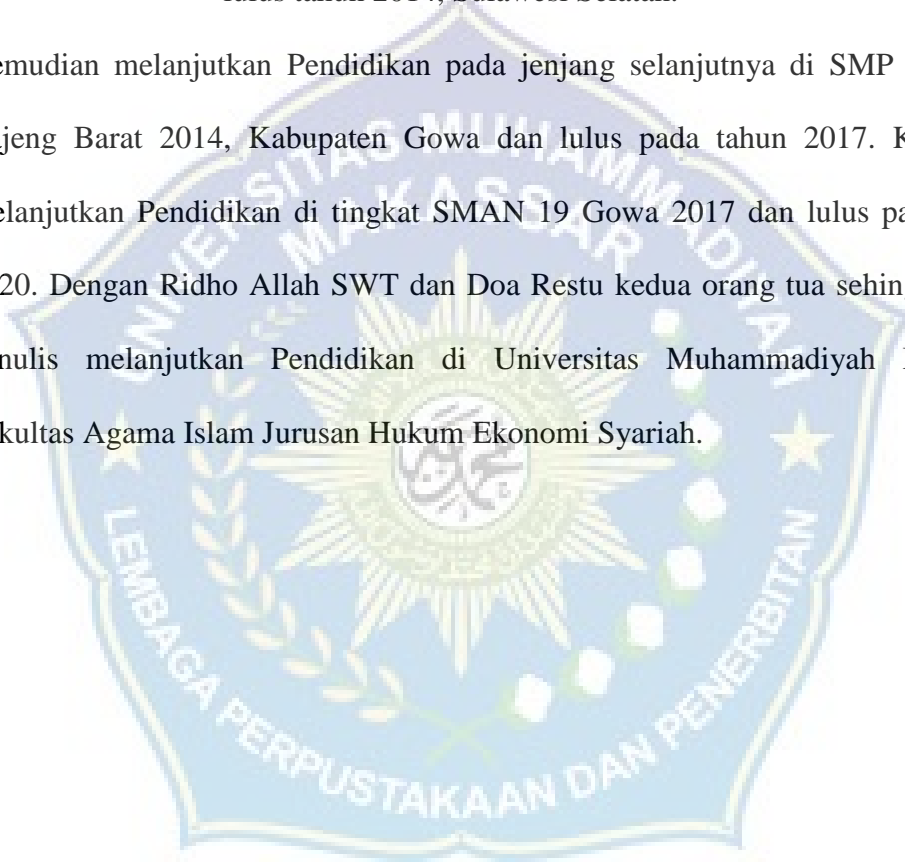 lulus tahun 2014, Sulawesi Selatan.
emudian melanjutkan Pendidikan pada jenjang selanjutnya di SMP
jeng Barat 2014, Kabupaten Gowa dan lulus pada tahun 2017. K
elanjutkan Pendidikan di tingkat SMAN 19 Gowa 2017 dan lulus pa
20. Dengan Ridho Allah SWT dan Doa Restu kedua orang tua sehing
nulis melanjutkan Pendidikan di Universitas Muhammadiyah
kultas Agama Islam Jurusan Hukum Ekonomi Syariah.
UNIVERSITAS MUHAMMADIYAH
MAKASSAR
LEMBAGA PERPUSTAKAAN DAN PENERBITAN